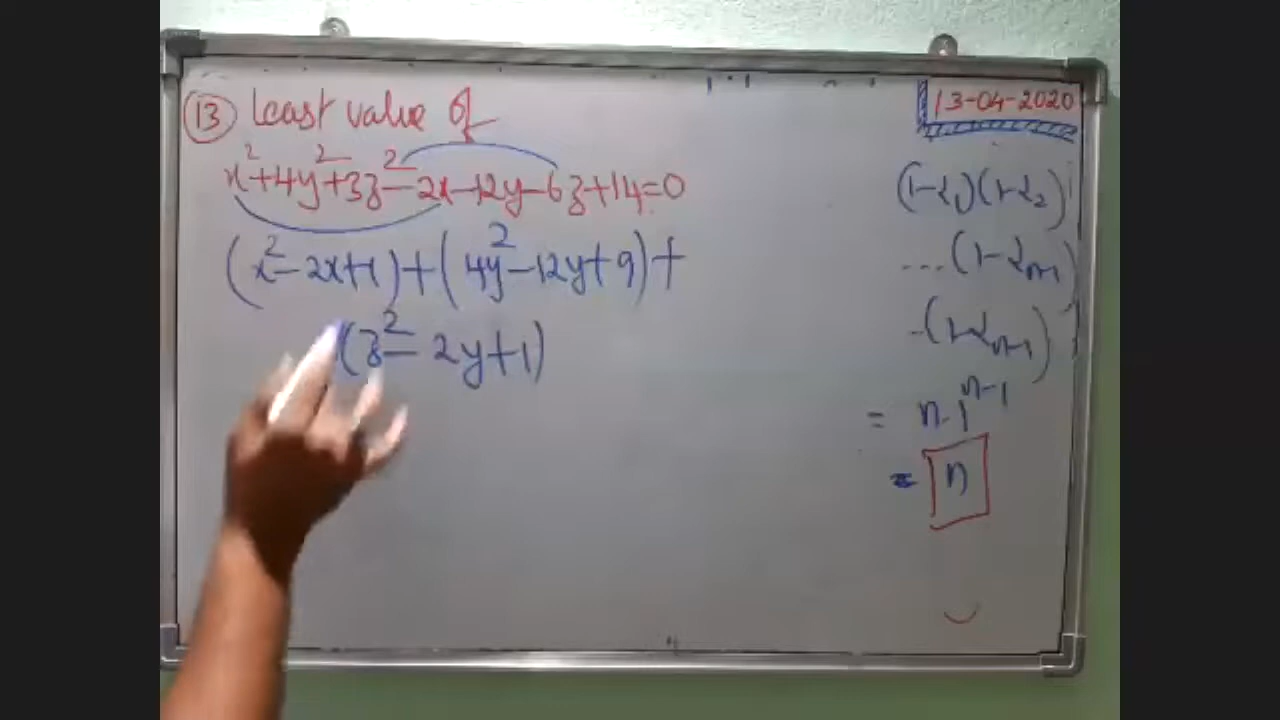 13-04-2020
13 Least value of
x²+4y²+3z²-2x-12y-6z+14=0
(x²-2x+1)+(4y²-12y+9)+
(z²-2y+1)
(1-α₁)(1-α₂)
...(1-αₙ₋₁)
= n·1ⁿ⁻¹
= n